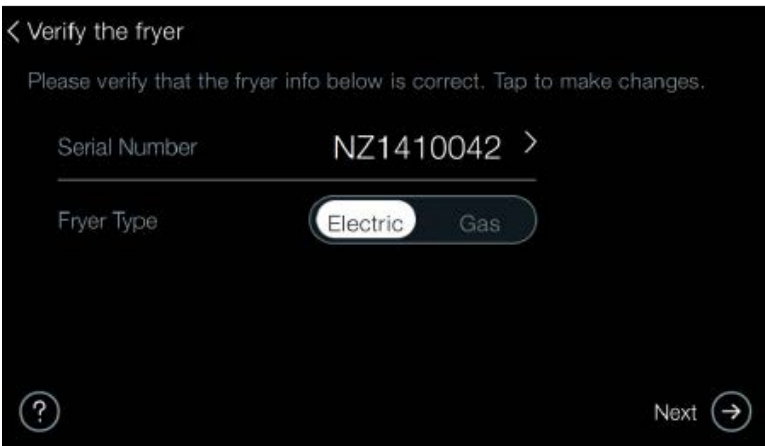 Verify the fryer
Please verify that the fryer info below is correct. Tap to make changes.
Serial Number NZ1410042
Fryer Type Electric Gas
? Next